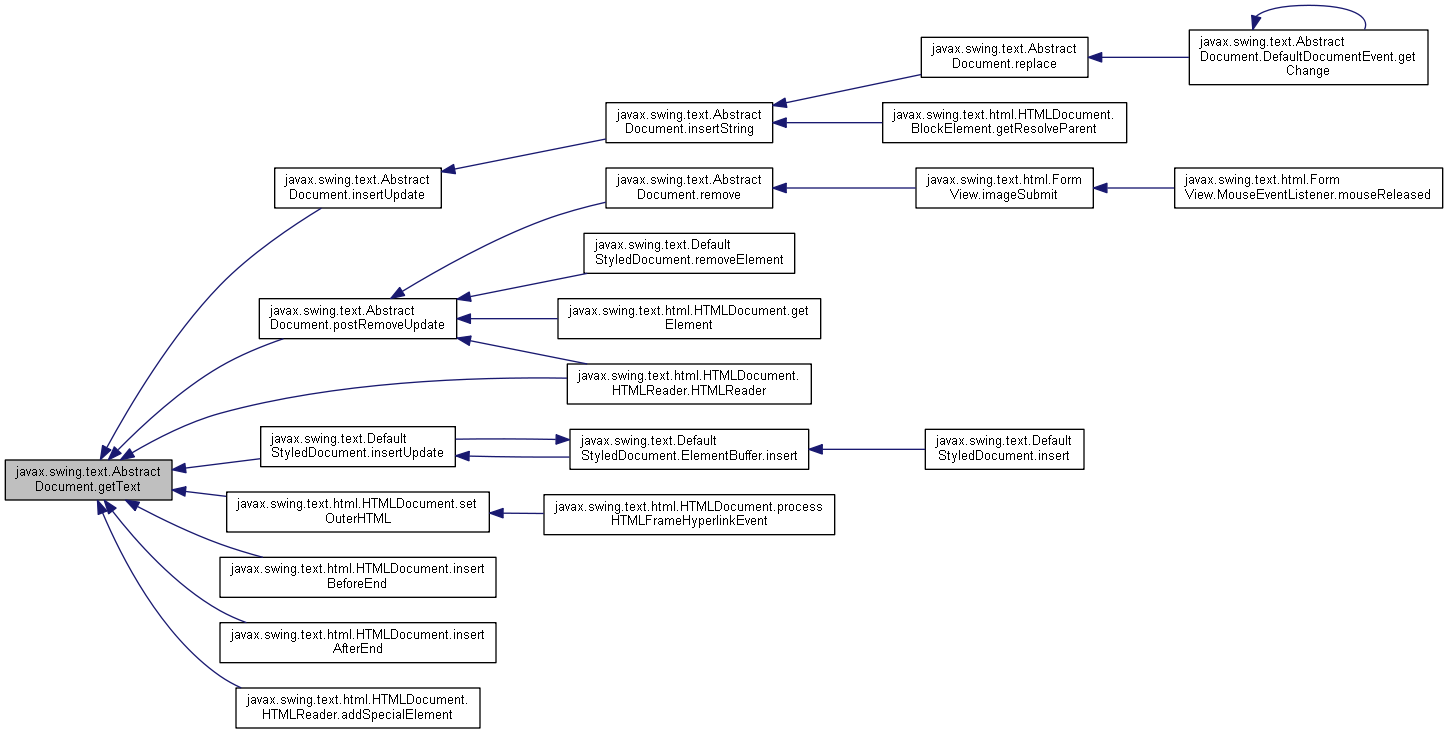 javax.swing.text.Abstract
Document.getText
javax.swing.text.Abstract
Document.insertUpdate
javax.swing.text.Abstract
Document.insertString
javax.swing.text.Abstract
Document.replace
javax.swing.text.Abstract
Document.DefaultDocumentEvent.get
Change
javax.swing.text.html.HTMLDocument.
BlockElement.getResolveParent
javax.swing.text.Abstract
Document.postRemoveUpdate
javax.swing.text.Abstract
Document.remove
javax.swing.text.html.Form
View.imageSubmit
javax.swing.text.html.Form
View.MouseEventListener.mouseReleased
javax.swing.text.Default
StyledDocument.removeElement
javax.swing.text.html.HTMLDocument.get
Element
javax.swing.text.html.HTMLDocument.
HTMLReader.HTMLReader
javax.swing.text.Default
StyledDocument.insertUpdate
javax.swing.text.Default
StyledDocument.ElementBuffer.insert
javax.swing.text.Default
StyledDocument.insert
javax.swing.text.html.HTMLDocument.set
OuterHTML
javax.swing.text.html.HTMLDocument.process
HTMLFrameHyperlinkEvent
javax.swing.text.html.HTMLDocument.insert
BeforeEnd
javax.swing.text.html.HTMLDocument.insert
AfterEnd
javax.swing.text.html.HTMLDocument.
HTMLReader.addSpecialElement